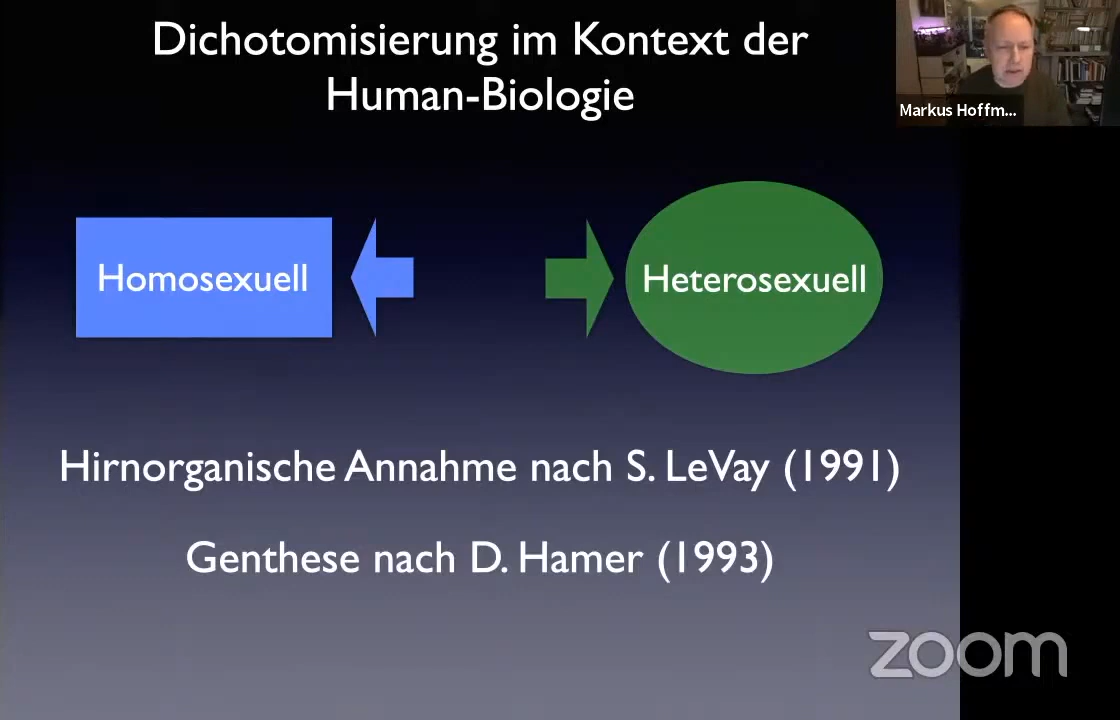 Dichotomisierung im Kontext der
Human-Biologie
Markus Hoffm...
Homosexuell
Heterosexuell
Hirnorganische Annahme nach S. LeVay (1991)
Genthese nach D. Hamer (1993)
zoom